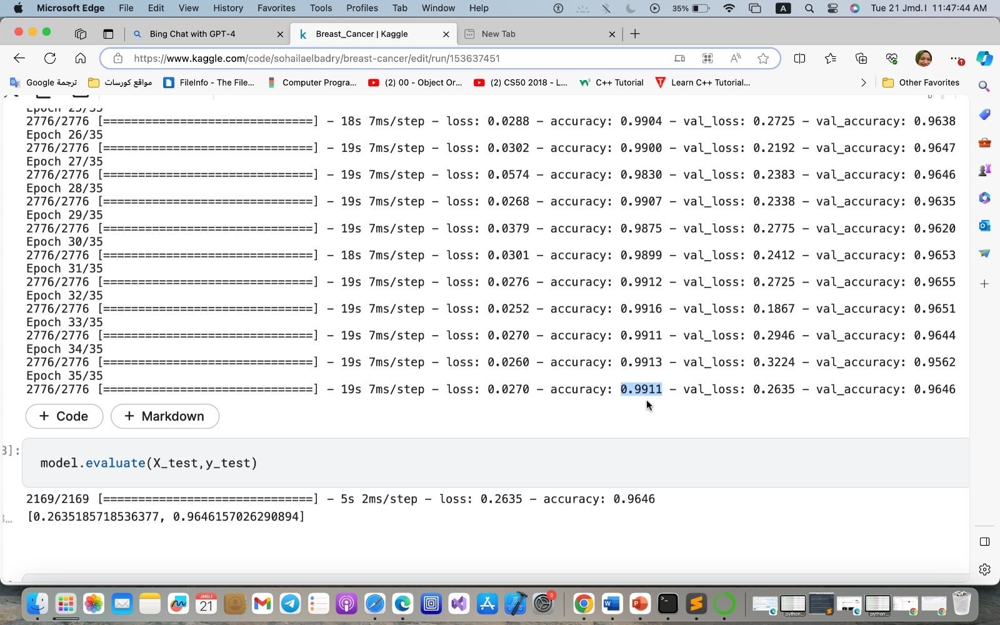 Microsoft Edge File Edit View History Favorites Tools Profiles Tab Window Help 35% A Tue 21 Jmd.I 11:47:44 AM
Bing Chat with GPT-4 Breast_Cancer | Kaggle New Tab
https://www.kaggle.com/code/sohailaelbadry/breast-cancer/edit/run/153637451
ترجمة Google مواقع كورسات FileInfo - The File... Computer Progra... (2) 00 - Object Or... (2) CS50 2018 - L... C++ Tutorial Learn C++ Tutorial... Other Favorites
Epoch 25/35
2776/2776 [==============================] - 18s 7ms/step - loss: 0.0288 - accuracy: 0.9904 - val_loss: 0.2725 - val_accuracy: 0.9638
Epoch 26/35
2776/2776 [==============================] - 19s 7ms/step - loss: 0.0302 - accuracy: 0.9900 - val_loss: 0.2192 - val_accuracy: 0.9647
Epoch 27/35
2776/2776 [==============================] - 19s 7ms/step - loss: 0.0574 - accuracy: 0.9830 - val_loss: 0.2383 - val_accuracy: 0.9646
Epoch 28/35
2776/2776 [==============================] - 19s 7ms/step - loss: 0.0268 - accuracy: 0.9907 - val_loss: 0.2338 - val_accuracy: 0.9635
Epoch 29/35
2776/2776 [==============================] - 19s 7ms/step - loss: 0.0379 - accuracy: 0.9875 - val_loss: 0.2775 - val_accuracy: 0.9620
Epoch 30/35
2776/2776 [==============================] - 18s 7ms/step - loss: 0.0301 - accuracy: 0.9899 - val_loss: 0.2412 - val_accuracy: 0.9653
Epoch 31/35
2776/2776 [==============================] - 19s 7ms/step - loss: 0.0276 - accuracy: 0.9912 - val_loss: 0.2725 - val_accuracy: 0.9655
Epoch 32/35
2776/2776 [==============================] - 19s 7ms/step - loss: 0.0252 - accuracy: 0.9916 - val_loss: 0.1867 - val_accuracy: 0.9651
Epoch 33/35
2776/2776 [==============================] - 19s 7ms/step - loss: 0.0270 - accuracy: 0.9911 - val_loss: 0.2946 - val_accuracy: 0.9644
Epoch 34/35
2776/2776 [==============================] - 19s 7ms/step - loss: 0.0260 - accuracy: 0.9913 - val_loss: 0.3224 - val_accuracy: 0.9562
Epoch 35/35
2776/2776 [==============================] - 19s 7ms/step - loss: 0.0270 - accuracy: 0.9911 - val_loss: 0.2635 - val_accuracy: 0.9646
+ Code + Markdown
3]:
model.evaluate(X_test,y_test)
2169/2169 [==============================] - 5s 2ms/step - loss: 0.2635 - accuracy: 0.9646
[0.2635185718536377, 0.9646157026290894]
JMD.I
21
3
python...
python...